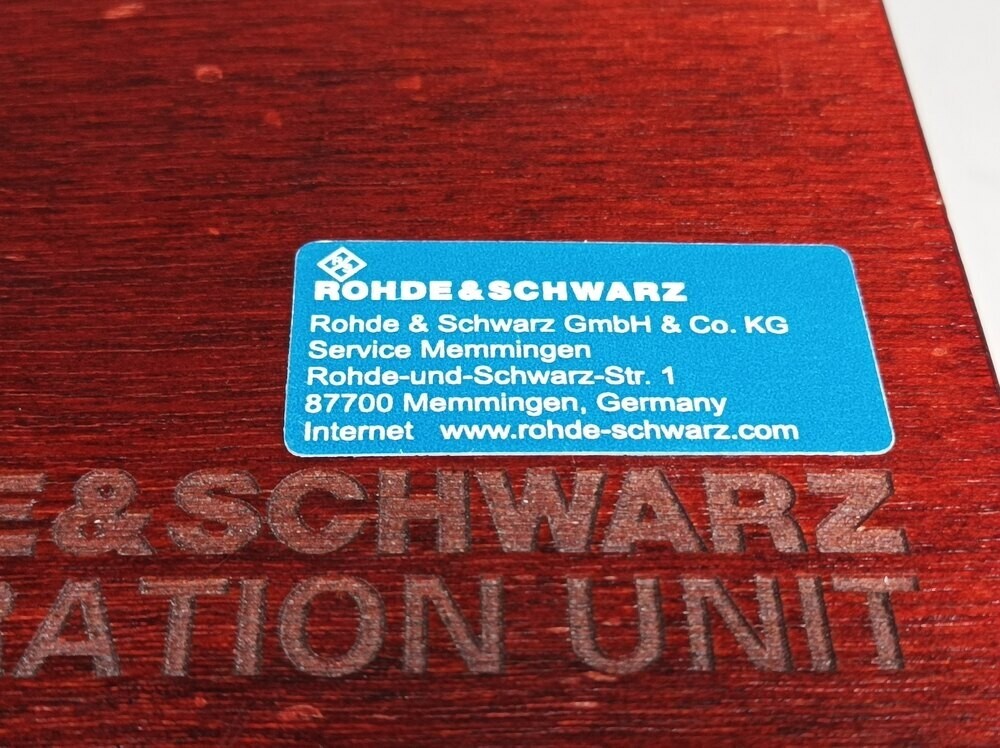 ROHDE&SCHWARZ
Rohde & Schwarz GmbH & Co. KG
Service Memmingen
Rohde-und-Schwarz-Str. 1
87700 Memmingen, Germany
Internet www.rohde-schwarz.com
E&SCHWARZ
RATION UNIT